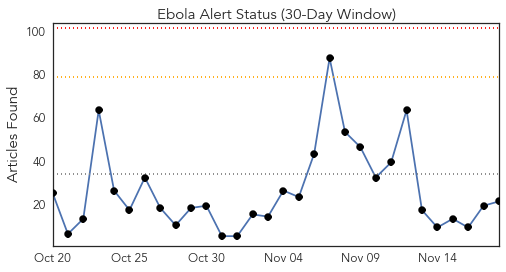 Ebola Alert Status (30-Day Window)
Articles Found
100
80
60
40
20
Oct 20 Oct 25 Oct 30 Nov 04 Nov 09 Nov 14